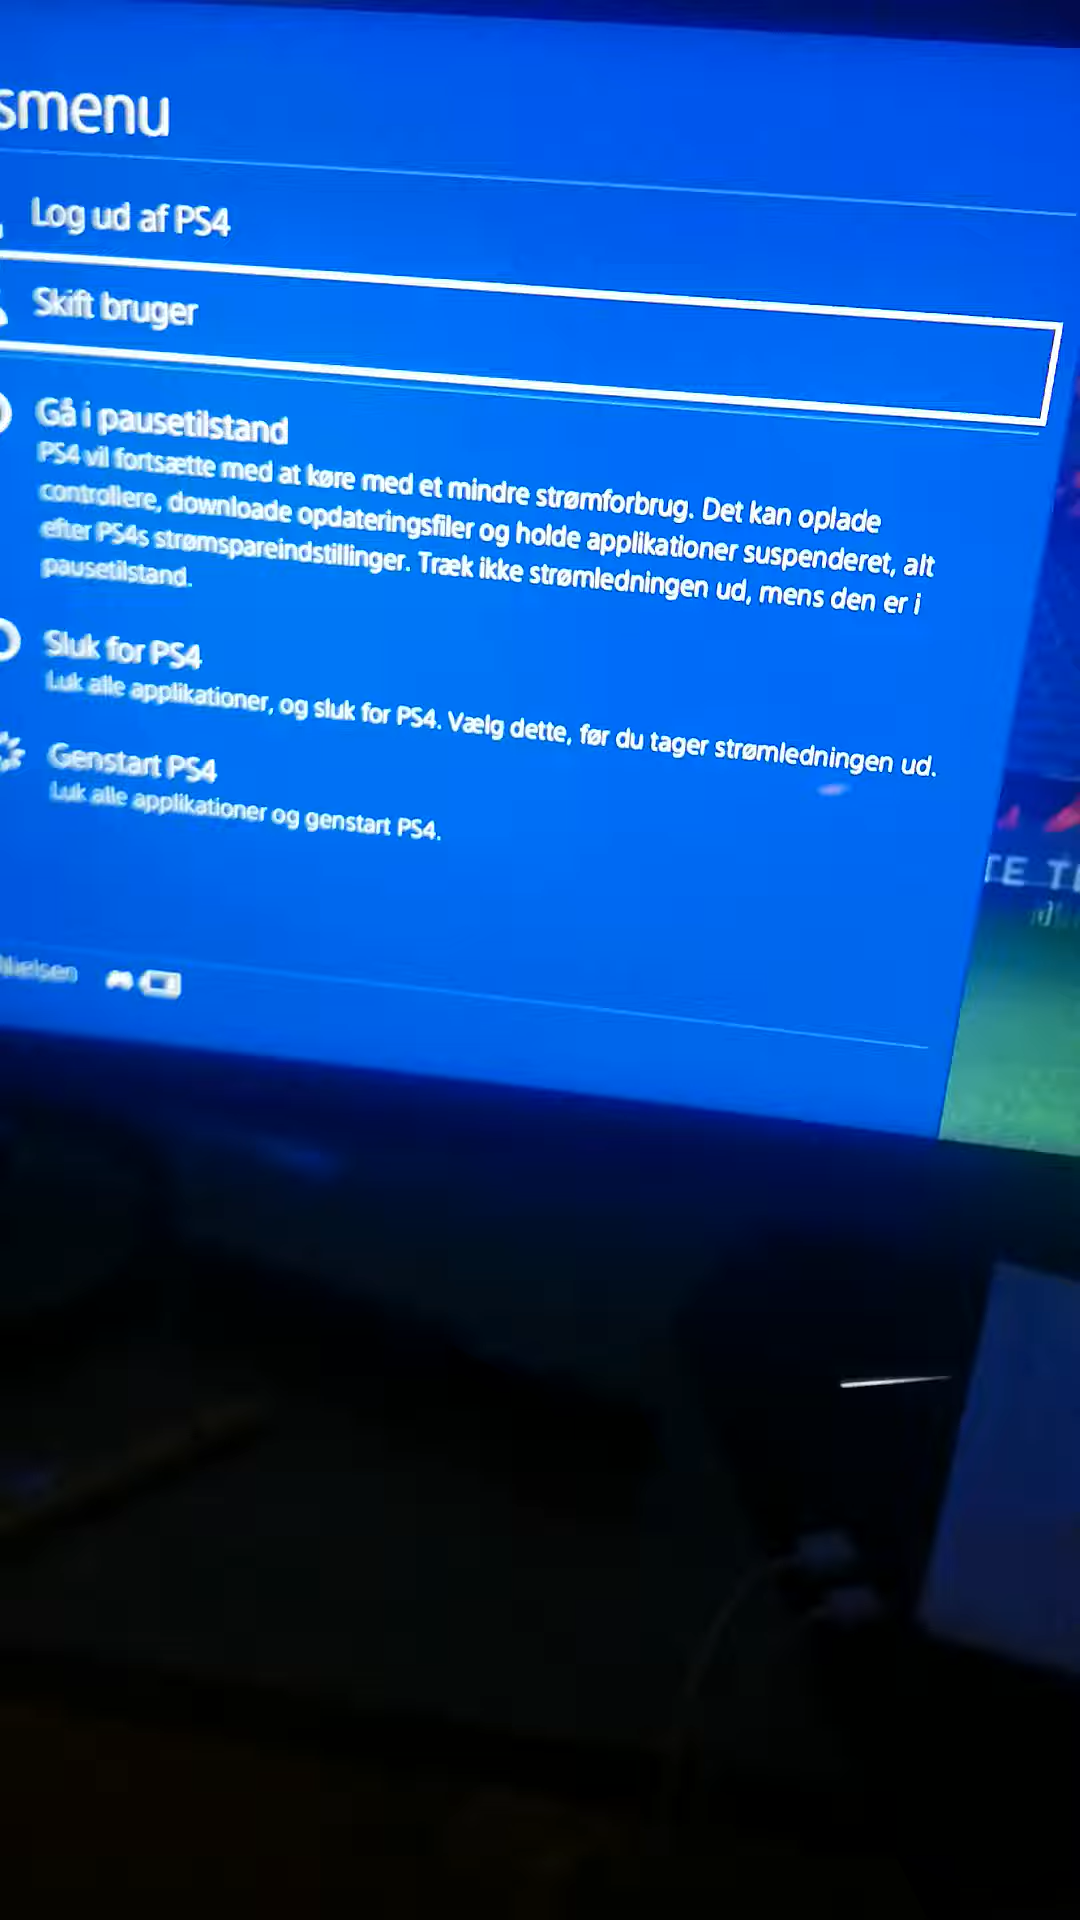 smenu
Log ud af PS4
Skift bruger
Gå i pausetilstand
PS4 vil fortsætte med at køre med et mindre strømforbrug. Det kan oplade
controllere, downloade opdateringsfiler og holde applikationer suspenderet, alt
efter PS4s strømspareindstillinger. Træk ikke strømledningen ud, mens den er i
pausetilstand.
Sluk for PS4
Luk alle applikationer, og sluk for PS4. Vælg dette, før du tager strømledningen ud.
Genstart PS4
Luk alle applikationer og genstart PS4.
TE
Nielsen